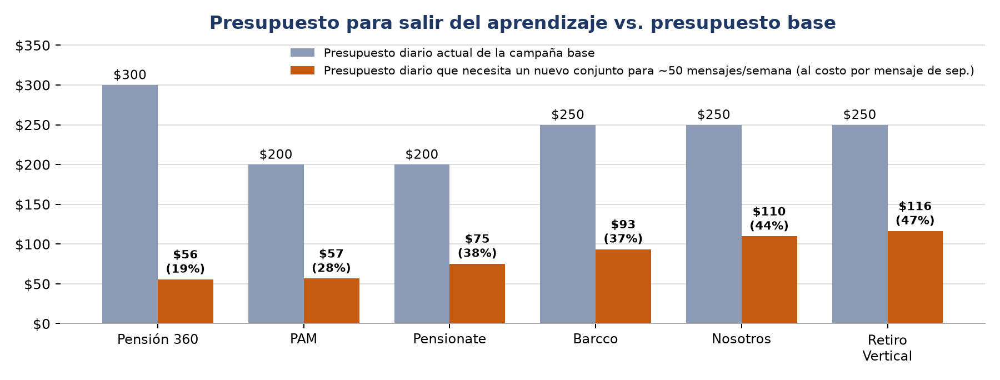 Presupuesto para salir del aprendizaje vs. presupuesto base
$350
$300
$250
$200
$150
$100
$50
$0
Presupuesto diario actual de la campaña base
Presupuesto diario que necesita un nuevo conjunto para ~50 mensajes/semana (al costo por mensaje de sep.)
$300
$56
(19%)
$200
$57
(28%)
$200
$75
(38%)
$250
$93
(37%)
$250
$110
(44%)
$250
$116
(47%)
Pensión 360
PAM
Pensionate
Barcco
Nosotros
Retiro
Vertical